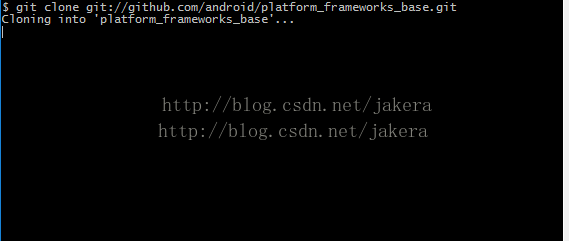 $ git clone git://github.com/android/platform_frameworks_base.git
Cloning into 'platform_frameworks_base'...
http://blog.csdn.net/jakera
http://blog.csdn.net/jakera